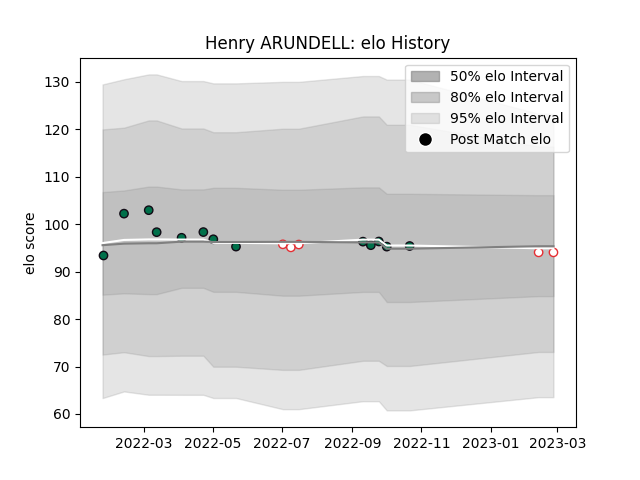 Henry ARUNDELL: elo History
130
120
110
100
90
80
70
60
elo score
50% elo Interval
80% elo Interval
95% elo Interval
Post Match elo
2022-03
2022-05
2022-07
2022-09
2022-11
2023-01
2023-03